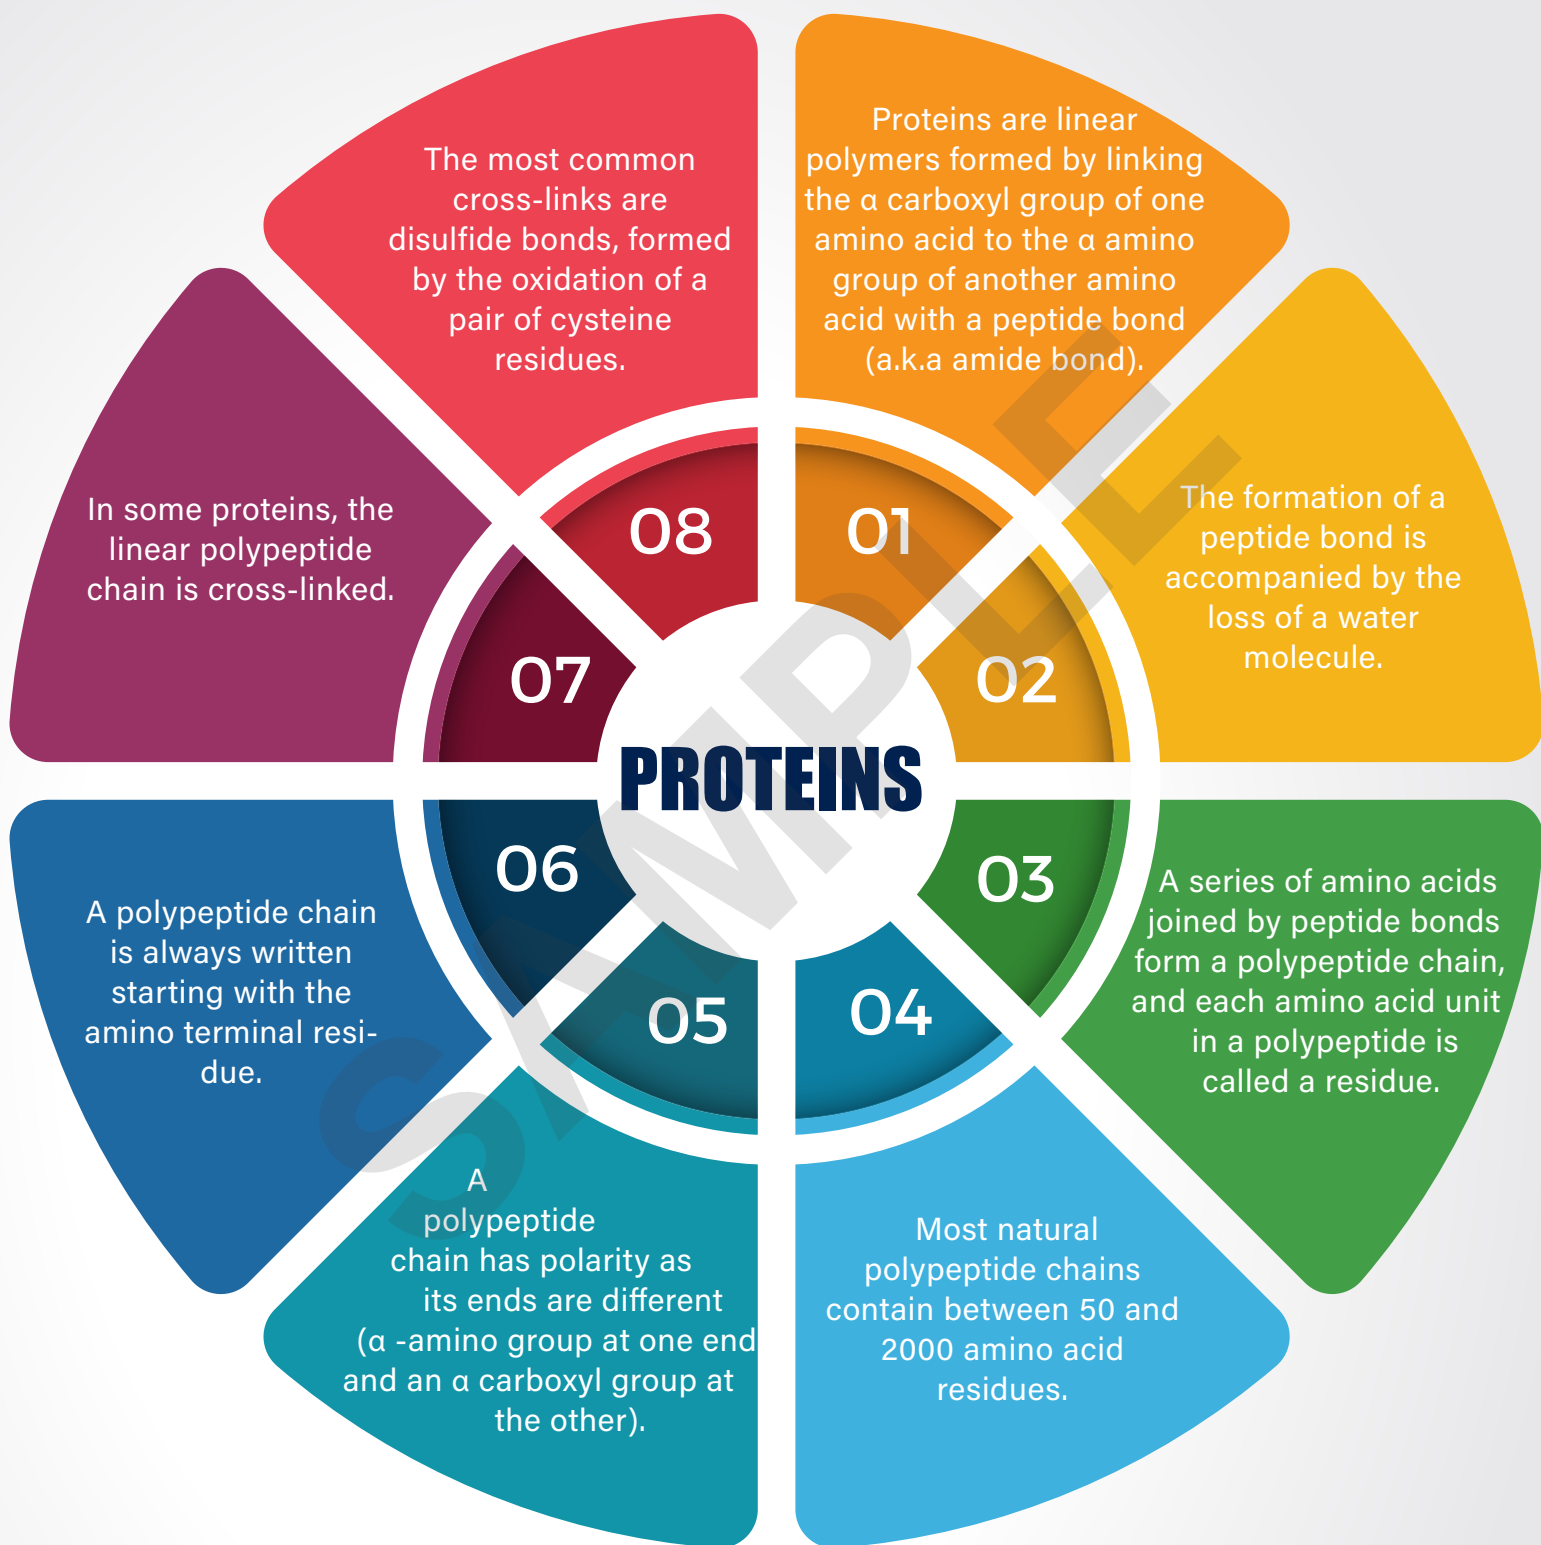 PROTEINS
01
Proteins are linear
polymers formed by linking
the α carboxyl group of one
amino acid to the α amino
group of another amino
acid with a peptide bond
(a.k.a amide bond).
02
The formation of a
peptide bond is
accompanied by the
loss of a water
molecule.
03
A series of amino acids
joined by peptide bonds
form a polypeptide chain,
and each amino acid unit
in a polypeptide is
called a residue.
04
Most natural
polypeptide chains
contain between 50 and
2000 amino acid
residues.
05
A
polypeptide
chain has polarity as
its ends are different
(α -amino group at one end
and an α carboxyl group at
the other).
06
A polypeptide chain
is always written
starting with the
amino terminal resi-
due.
07
In some proteins, the
linear polypeptide
chain is cross-linked.
08
The most common
cross-links are
disulfide bonds, formed
by the oxidation of a
pair of cysteine
residues.
SAMPLE